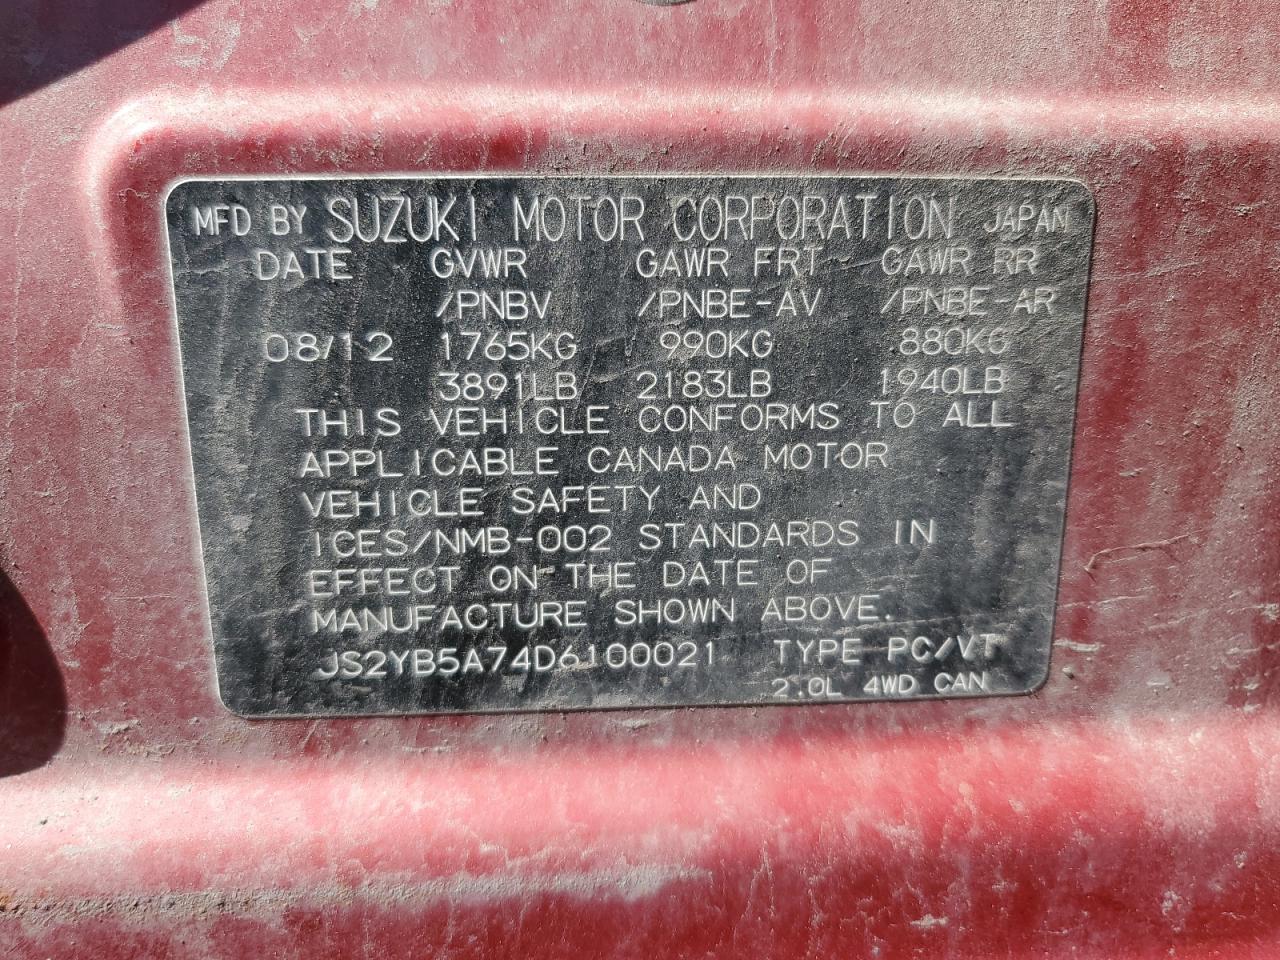 MFD BY SUZUKI MOTOR CORPORATION JAPAN
DATE GVWR GAWR FRT GAWR RR
/PNBV /PNBE-AV /PNBE-AR
08/12 1765KG 990KG 880KG
3891LB 2183LB 1940LB
THIS VEHICLE CONFORMS TO ALL
APPLICABLE CANADA MOTOR
VEHICLE SAFETY AND
ICES/NMB-002 STANDARDS IN
EFFECT ON THE DATE OF
MANUFACTURE SHOWN ABOVE.
JS2YB5A74D6100021 TYPE PC/VT
2.0L 4WD CAN